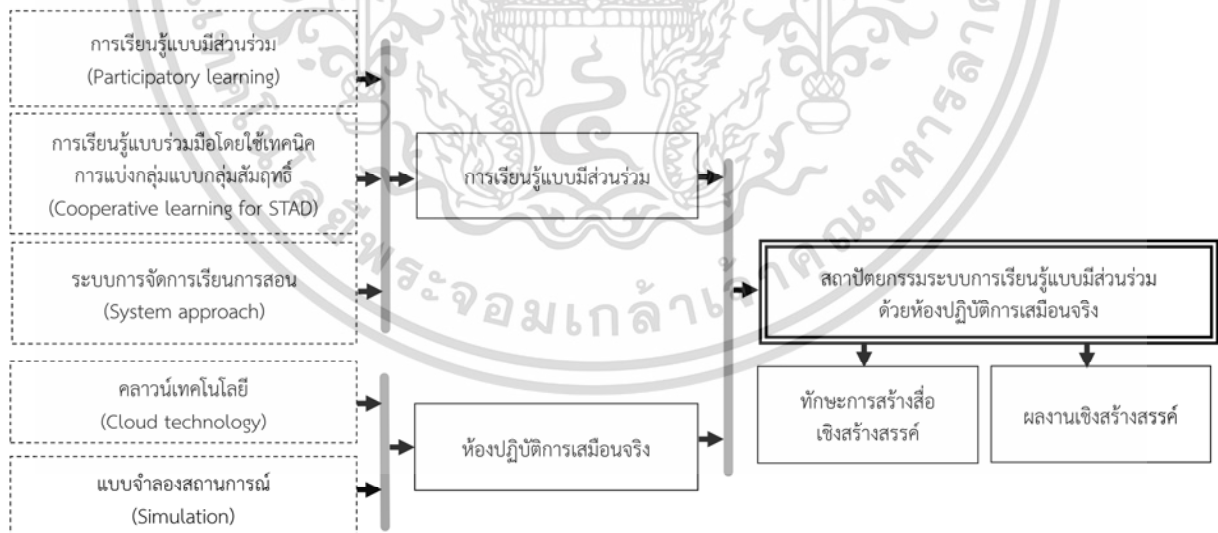 การเรียนรู้แบบมีส่วนร่วม
(Participatory learning)
การเรียนรู้แบบร่วมมือโดยใช้เทคนิค
การแบ่งกลุ่มแบบกลุ่มสัมฤทธิ์
(Cooperative learning for STAD)
ระบบการจัดการเรียนการสอน
(System approach)
คลาวน์เทคโนโลยี
(Cloud technology)
แบบจำลองสถานการณ์
(Simulation)
การเรียนรู้แบบมีส่วนร่วม
ห้องปฏิบัติการเสมือนจริง
สถาปัตยกรรมระบบการเรียนรู้แบบมีส่วนร่วม
ด้วยห้องปฏิบัติการเสมือนจริง
ทักษะการสร้างสื่อ
เชิงสร้างสรรค์
ผลงานเชิงสร้างสรรค์